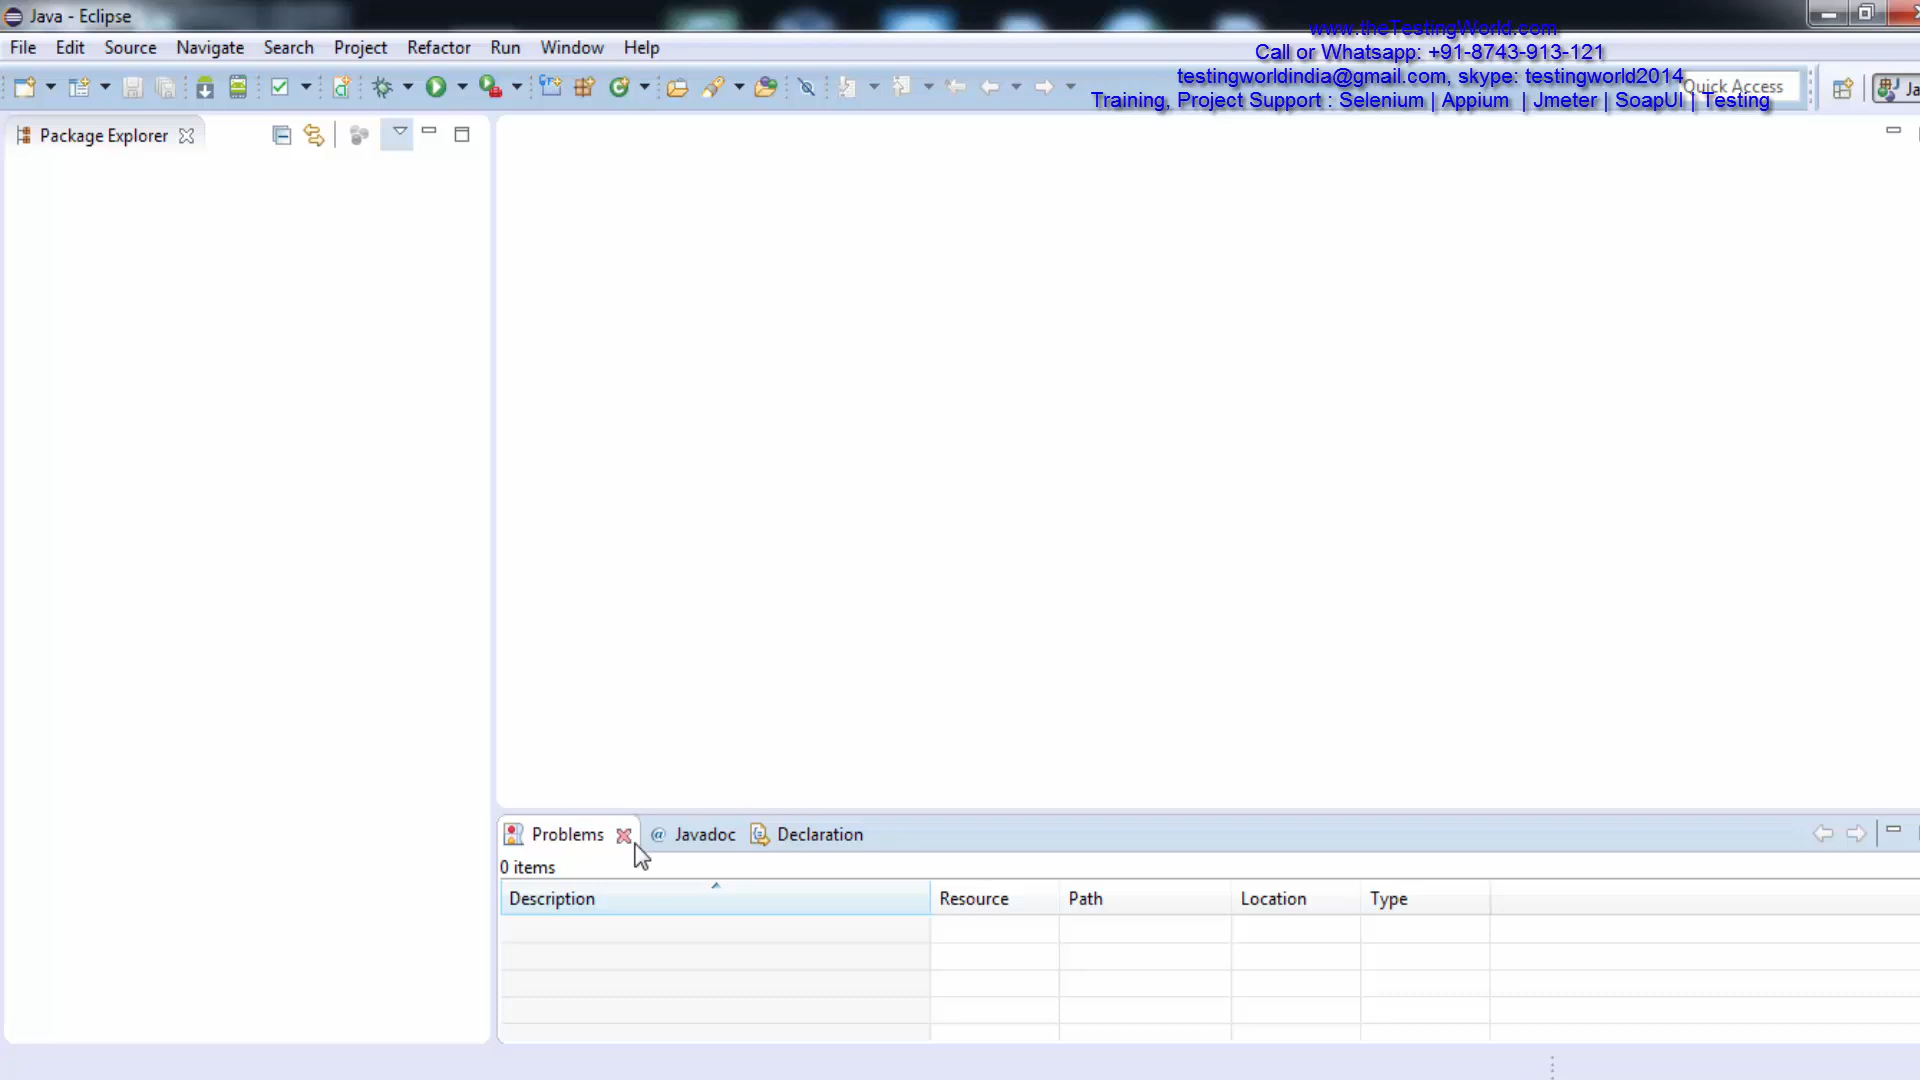 Java - Eclipse
www.theTestingWorld.com
File Edit Source Navigate Search Project Refactor Run Window Help
Call or Whatsapp: +91-8743-913-121
testingworldindia@gmail.com, skype: testingworld2014
Quick Access
Ja
Training, Project Support : Selenium | Appium | Jmeter | SoapUI | Testing
Package Explorer
Problems @ Javadoc Declaration
0 items
Description Resource Path Location Type